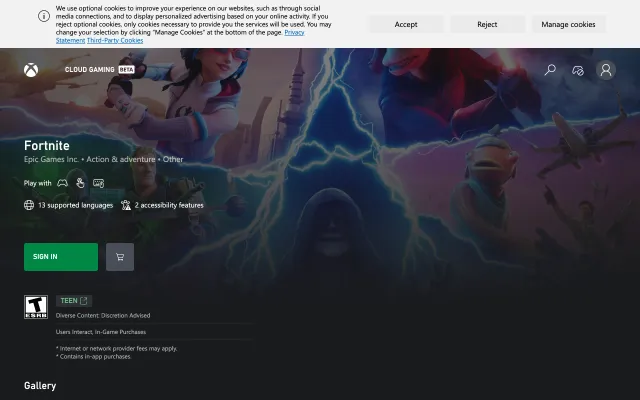 We use optional cookies to improve your experience on our websites, such as through social
media connections, and to display personalized advertising based on your online activity. If you
reject optional cookies, only cookies necessary to provide you the services will be used. You may
change your selection by clicking "Manage Cookies" at the bottom of the page. Privacy
Statement Third-Party Cookies
Accept
Reject
Manage cookies
CLOUD GAMING BETA
Fortnite
Epic Games Inc. • Action & adventure • Other
Play with
13 supported languages
2 accessibility features
SIGN IN
T
ESRB
TEEN
Diverse Content: Discretion Advised
Users Interact, In-Game Purchases
* Internet or network provider fees may apply.
* Contains in-app purchases.
Gallery